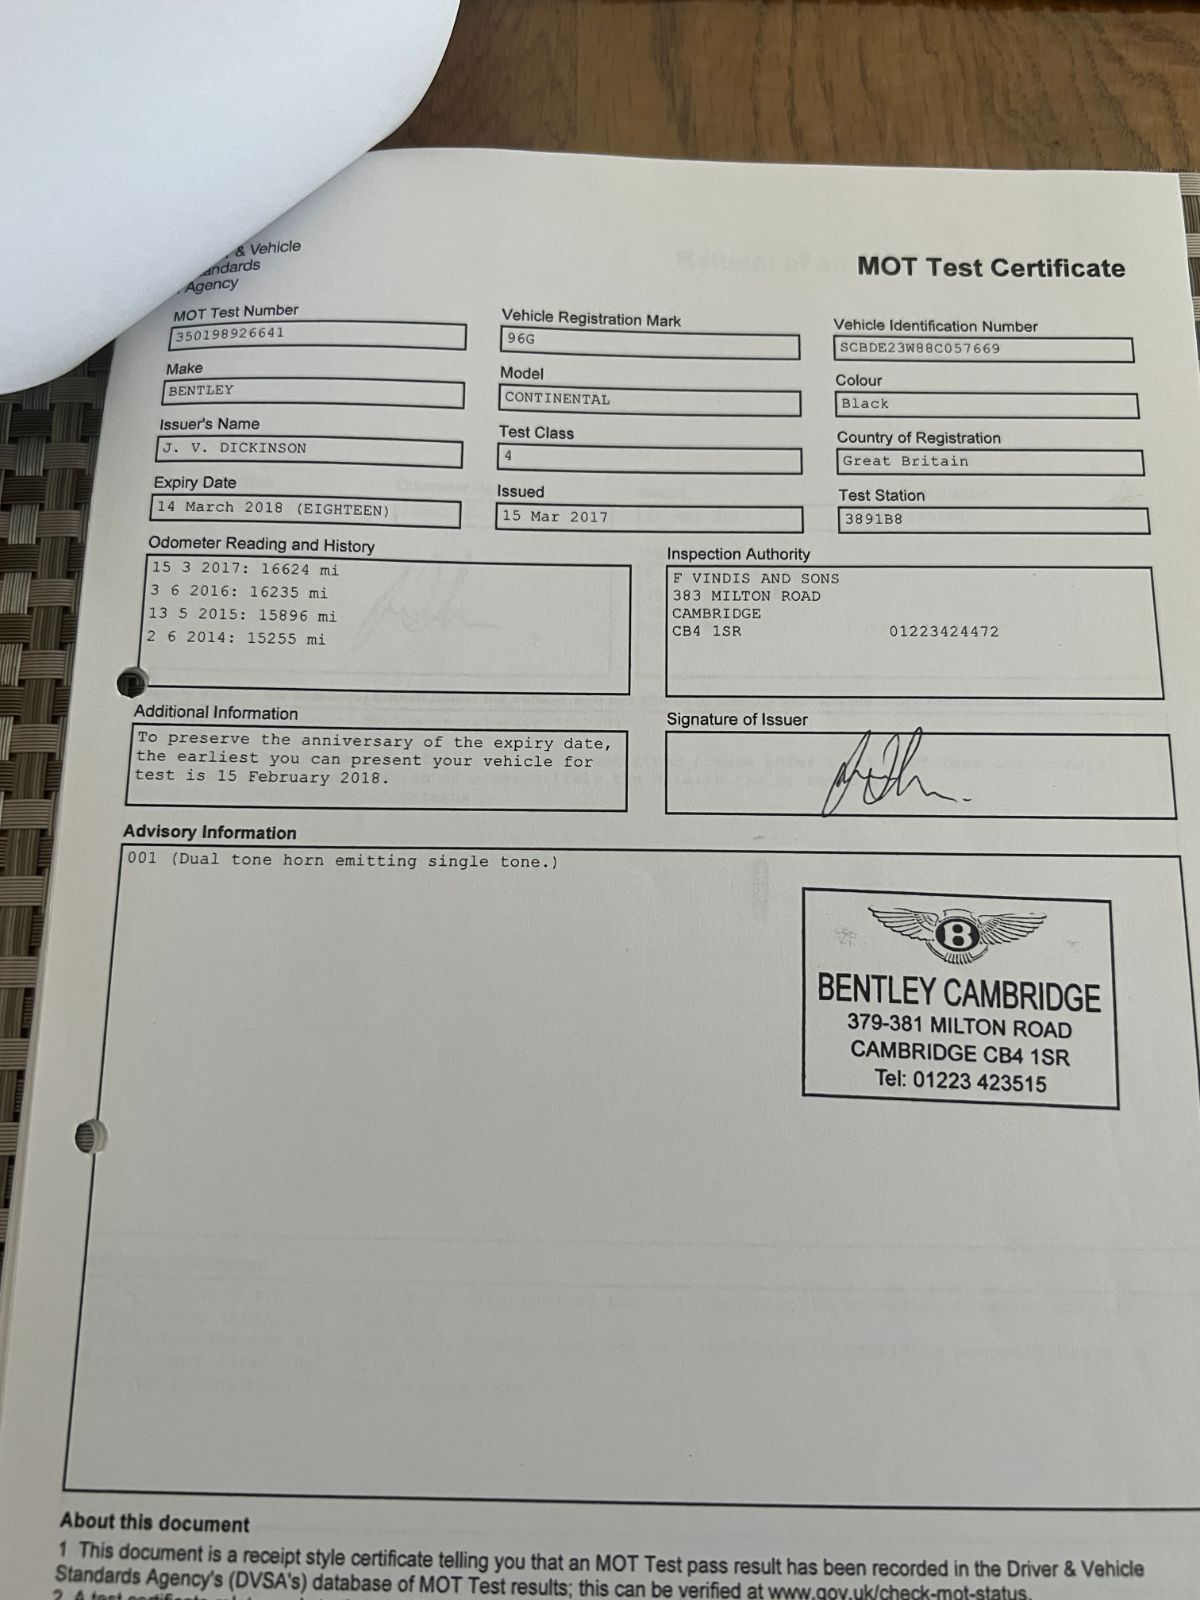 & Vehicle
Standards
Agency
MOT Test Certificate
MOT Test Number
350198926641
Vehicle Registration Mark
96G
Vehicle Identification Number
SCBDE23W88C057669
Make
BENTLEY
Model
CONTINENTAL
Colour
Black
Issuer's Name
J. V. DICKINSON
Test Class
4
Country of Registration
Great Britain
Expiry Date
14 March 2018 (EIGHTEEN)
Issued
15 Mar 2017
Test Station
3891B8
Odometer Reading and History
15 3 2017: 16624 mi
3 6 2016: 16235 mi
13 5 2015: 15896 mi
2 6 2014: 15255 mi
Inspection Authority
F VINDIS AND SONS
383 MILTON ROAD
CAMBRIDGE
CB4 1SR 01223424472
Additional Information
To preserve the anniversary of the expiry date,
the earliest you can present your vehicle for
test is 15 February 2018.
Signature of Issuer
Advisory Information
001 (Dual tone horn emitting single tone.)
B
BENTLEY CAMBRIDGE
379-381 MILTON ROAD
CAMBRIDGE CB4 1SR
Tel: 01223 423515
About this document
1 This document is a receipt style certificate telling you that an MOT Test pass result has been recorded in the Driver & Vehicle
Standards Agency's (DVSA's) database of MOT Test results; this can be verified at www.gov.uk/check-mot-status.
2 A test certificate